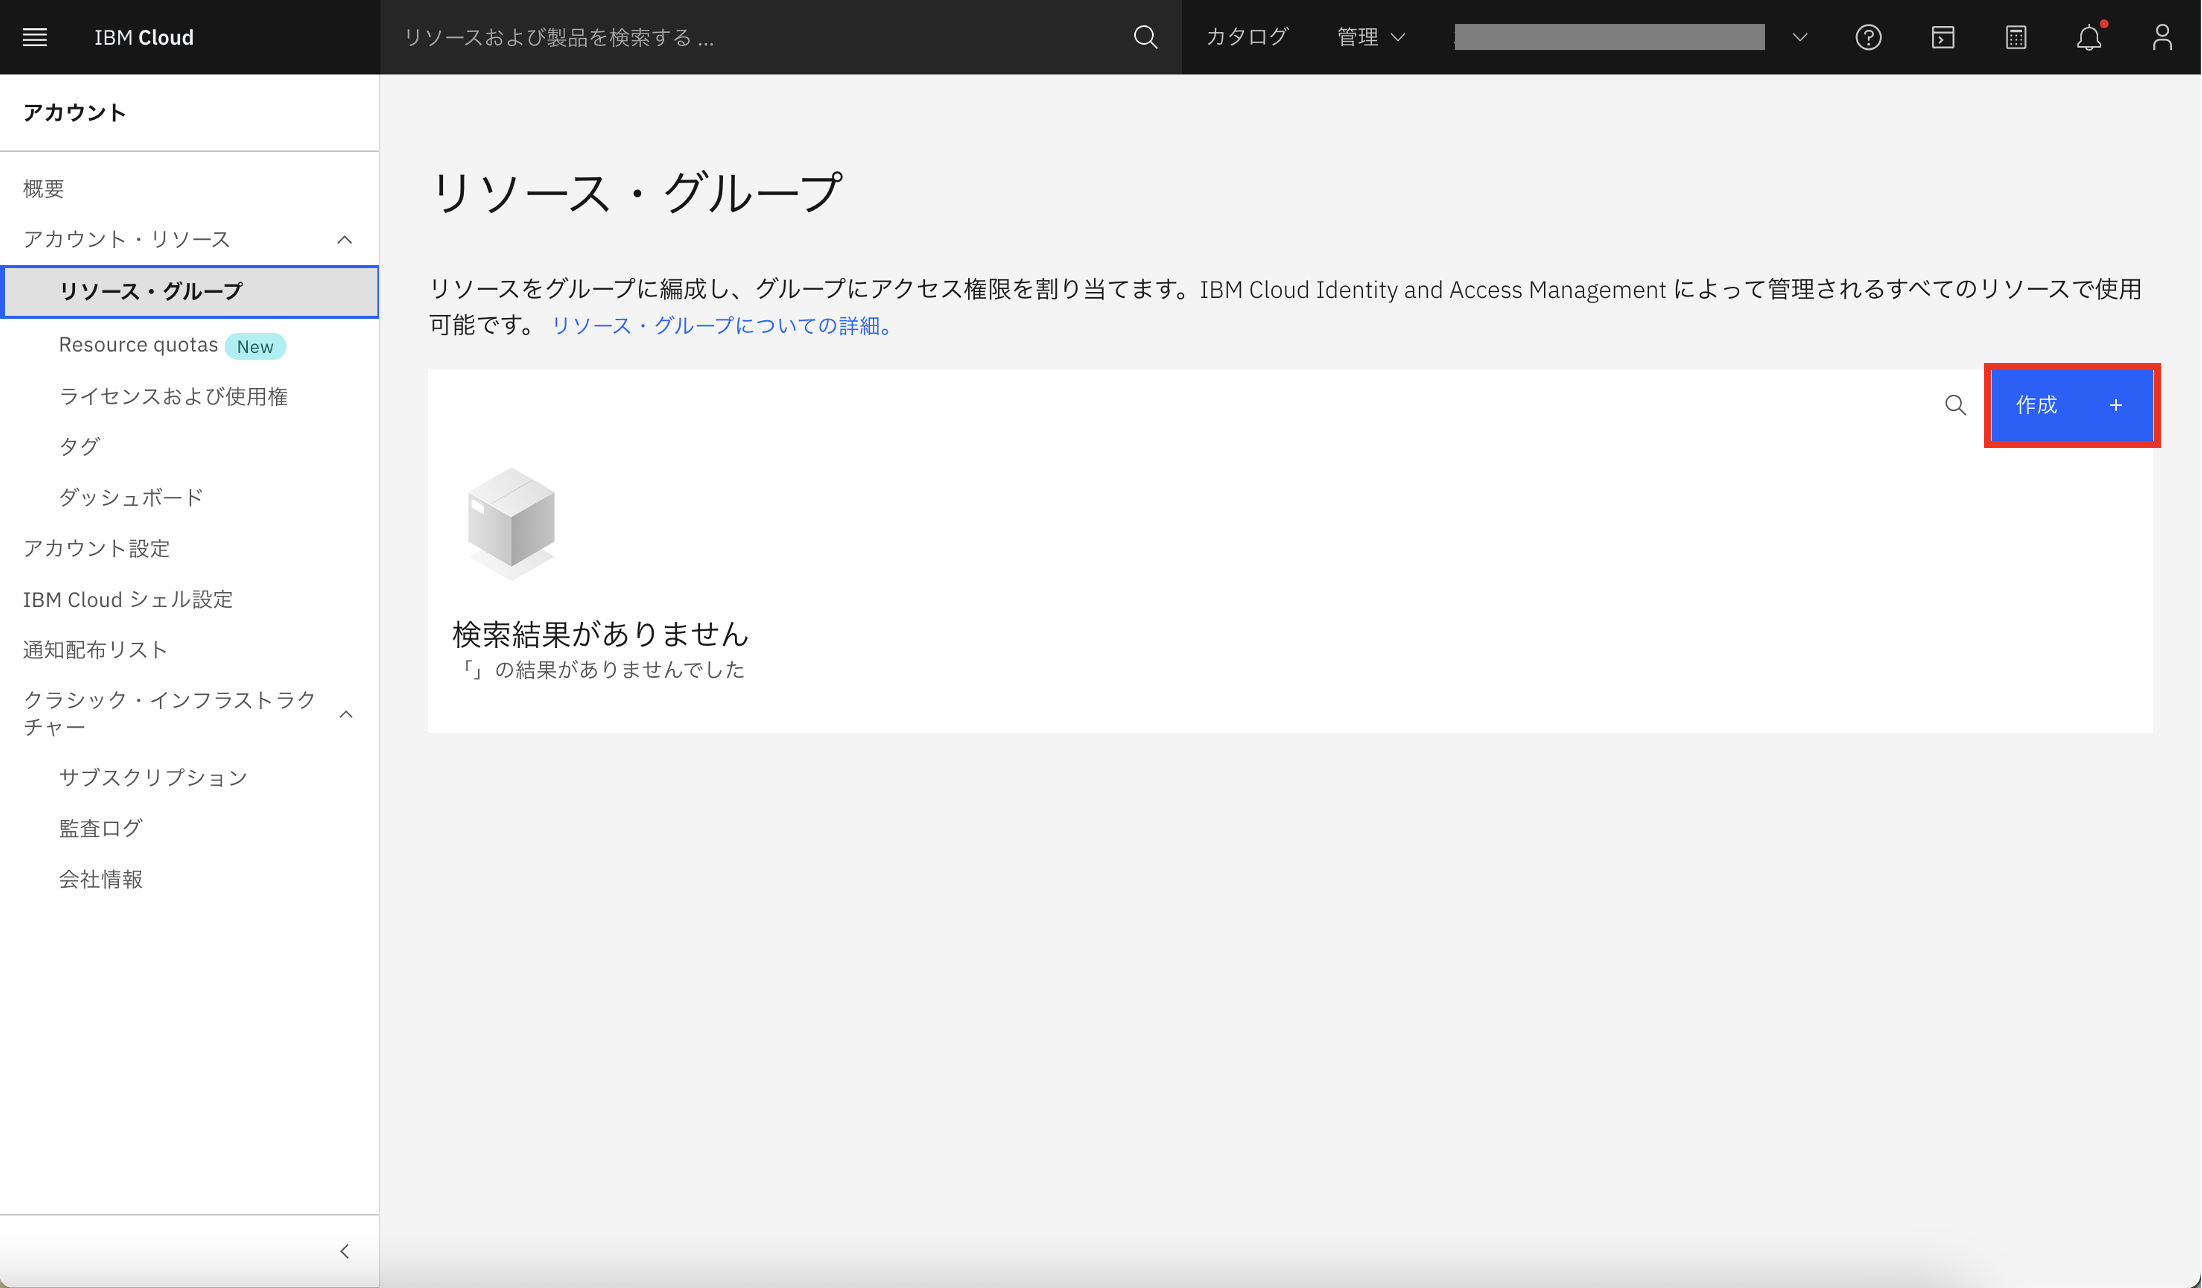 IBM Cloud
リソースおよび製品を検索する ...
カタログ
管理
アカウント
概要
アカウント・リソース
リソース・グループ
Resource quotas New
ライセンスおよび使用権
タグ
ダッシュボード
アカウント設定
IBM Cloud シェル設定
通知配布リスト
クラシック・インフラストラク
チャー
サブスクリプション
監査ログ
会社情報
リソース・グループ
リソースをグループに編成し、グループにアクセス権限を割り当てます。IBM Cloud Identity and Access Management によって管理されるすべてのリソースで使用
可能です。 リソース・グループについての詳細。
作成 +
検索結果がありません
「」の結果がありませんでした